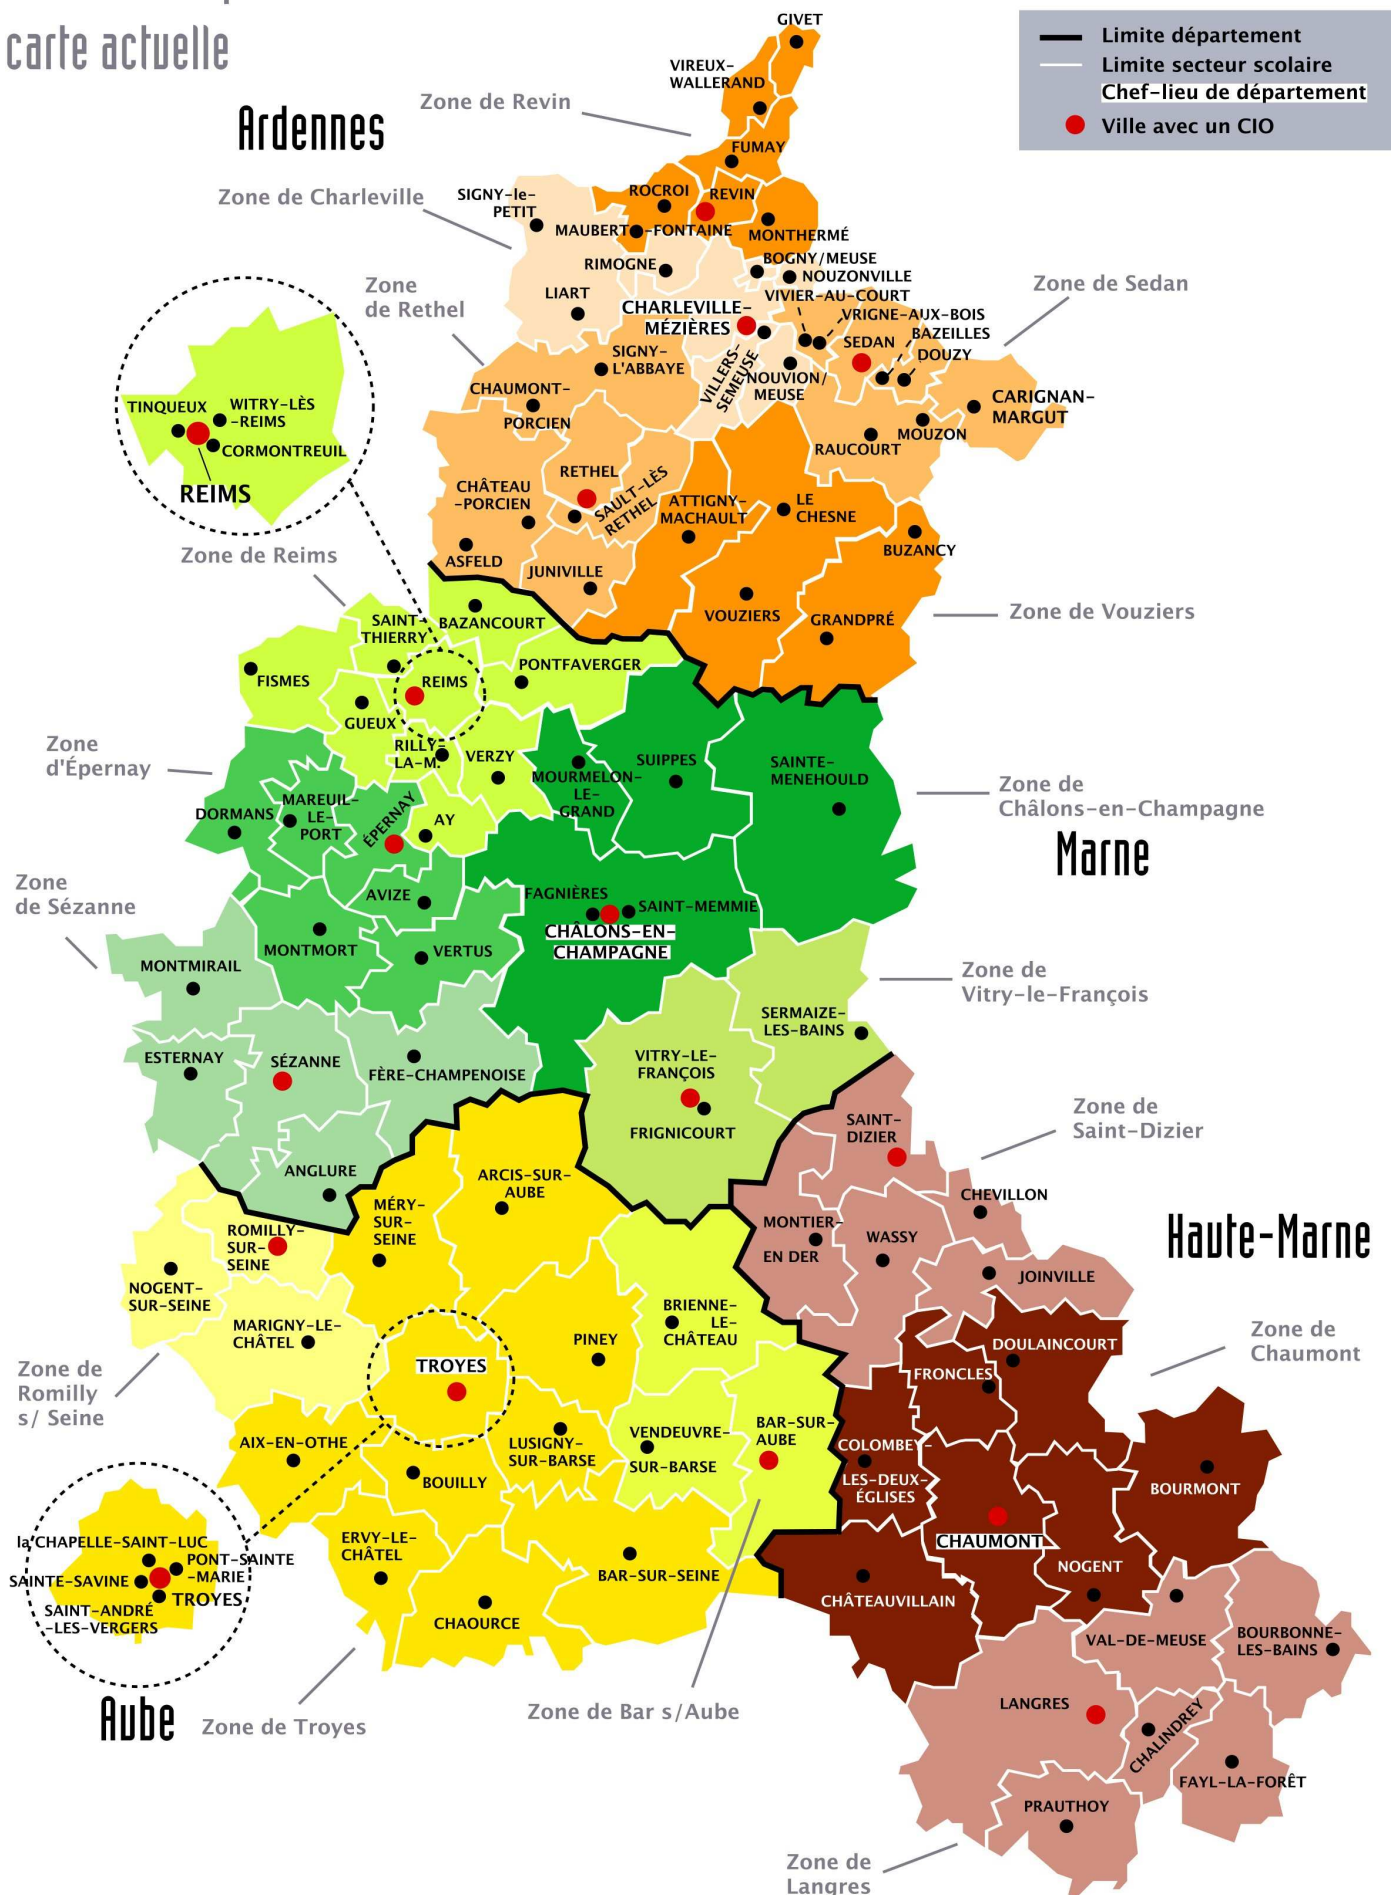 carte actuelle
Limite département
Limite secteur scolaire
Chef-lieu de département
Ville avec un CIO
Ardennes
Zone de Revin
Zone de Charleville
Zone
de Rethel
Zone de Sedan
Zone de Vouziers
GIVET
VIREUX-
WALLERAND
FUMAY
ROCROI
REVIN
SIGNY-le-
PETIT
MAUBERT-FONTAINE
MONTHERMÉ
RIMOGNE
BOGNY/MEUSE
NOUZONVILLE
LIART
CHARLEVILLE-
MÉZIÈRES
VIVIER-AU-COURT
VRIGNE-AUX-BOIS
BAZEILLES
SEDAN
DOUZY
SIGNY-
L'ABBAYE
VILLERS-
SEMEUSE
NOUVION/
MEUSE
CHAUMONT-
PORCIEN
CARIGNAN-
MARGUT
MOUZON
RAUCOURT
RETHEL
SAULT-LÈS
RETHEL
CHÂTEAU
-PORCIEN
ATTIGNY-
MACHAULT
LE
CHESNE
BUZANCY
ASFELD
JUNIVILLE
VOUZIERS
GRANDPRÉ
TINQUEUX
WITRY-LÈS
-REIMS
CORMONTREUIL
REIMS
Zone de Reims
SAINT-
THIERRY
BAZANCOURT
FISMES
REIMS
PONTFAVERGER
GUEUX
RILLY-
LA-M.
VERZY
Zone
d'Épernay
MOURMELON-
LE-
GRAND
SUIPPES
SAINTE-
MENEHOULD
Zone de
Châlons-en-Champagne
Marne
DORMANS
MAREUIL-
LE-
PORT
ÉPERNAY
AY
AVIZE
Zone
de Sézanne
FAGNIÈRES
SAINT-MEMMIE
CHÂLONS-EN-
CHAMPAGNE
MONTMORT
VERTUS
MONTMIRAIL
Zone de
Vitry-le-François
SERMAIZE-
LES-BAINS
ESTERNAY
SÉZANNE
FÈRE-CHAMPENOISE
VITRY-LE-
FRANÇOIS
FRIGNICOURT
ANGLURE
Zone de
Saint-Dizier
SAINT-
DIZIER
CHEVILLON
MONTIER-
EN DER
WASSY
JOINVILLE
Haute-Marne
ARCIS-SUR-
AUBE
MÉRY-
SUR-
SEINE
ROMILLY-
SUR-
SEINE
NOGENT-
SUR-SEINE
MARIGNY-LE-
CHÂTEL
Zone de
Romilly
s/ Seine
BRIENNE-
LE-
CHÂTEAU
PINEY
TROYES
DOULAINCOURT
FRONCLES
Zone de
Chaumont
AIX-EN-OTHE
BOUILLY
LUSIGNY-
SUR-BARSE
VENDEUVRE-
SUR-BARSE
BAR-SUR-
AUBE
COLOMBEY-
LES-DEUX-
ÉGLISES
BOURMONT
CHAUMONT
ERVY-LE-
CHÂTEL
BAR-SUR-SEINE
CHAOURCE
CHÂTEAUVILLAIN
NOGENT
la CHAPELLE-SAINT-LUC
PONT-SAINTE
-MARIE
SAINTE-SAVINE
TROYES
SAINT-ANDRÉ
-LES-VERGERS
VAL-DE-MEUSE
BOURBONNE-
LES-BAINS
Aube
Zone de Troyes
Zone de Bar s/Aube
LANGRES
CHALINDREY
FAYL-LA-FORÊT
PRAUTHOY
Zone de
Langres